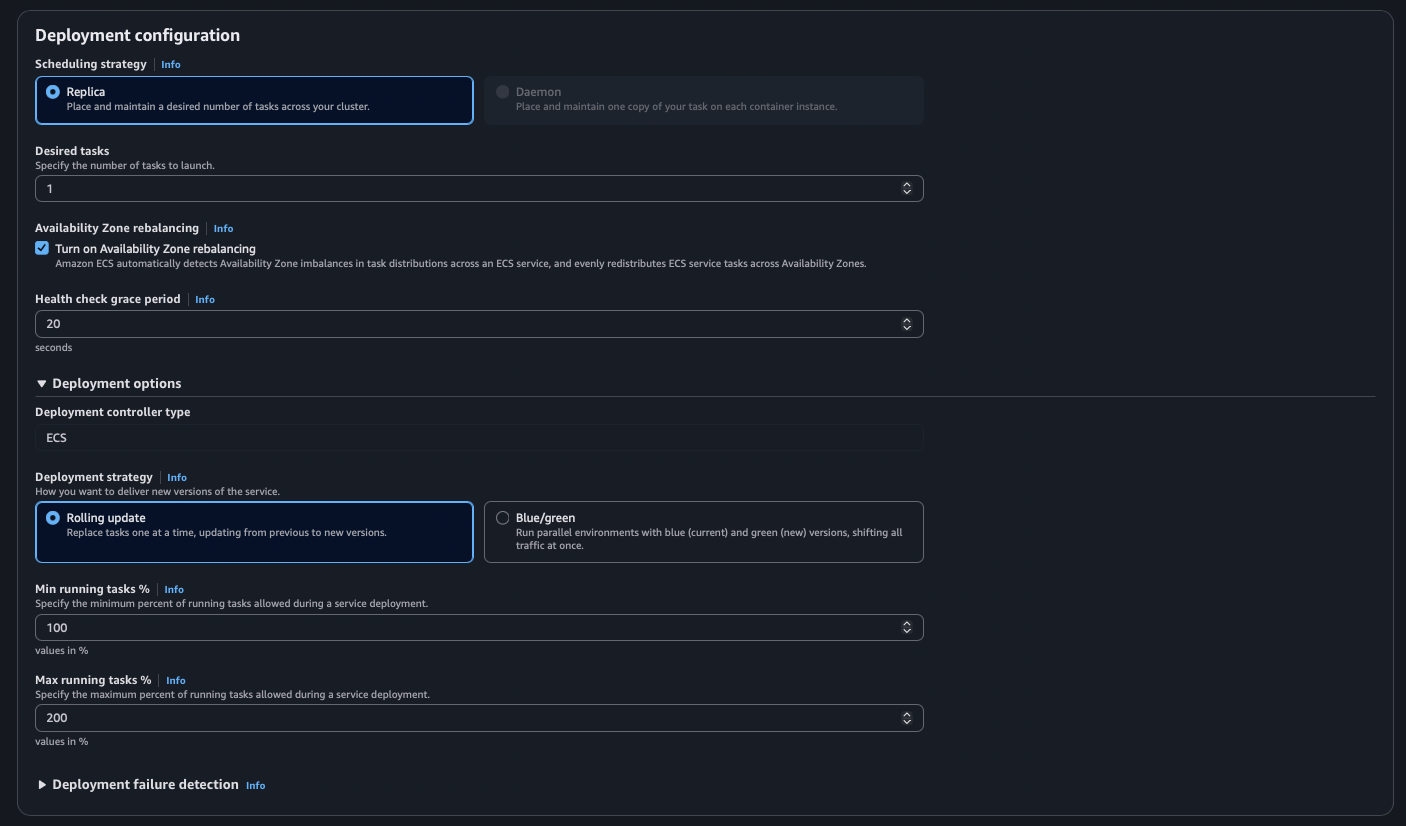 Deployment configuration
Scheduling strategy Info
Replica
Place and maintain a desired number of tasks across your cluster.
Daemon
Place and maintain one copy of your task on each container instance.
Desired tasks
Specify the number of tasks to launch.
1
Availability Zone rebalancing Info
Turn on Availability Zone rebalancing
Amazon ECS automatically detects Availability Zone imbalances in task distributions across an ECS service, and evenly redistributes ECS service tasks across Availability Zones.
Health check grace period Info
20
seconds
Deployment options
Deployment controller type
ECS
Deployment strategy Info
How you want to deliver new versions of the service.
Rolling update
Replace tasks one at a time, updating from previous to new versions.
Blue/green
Run parallel environments with blue (current) and green (new) versions, shifting all
traffic at once.
Min running tasks % Info
Specify the minimum percent of running tasks allowed during a service deployment.
100
values in %
Max running tasks % Info
Specify the maximum percent of running tasks allowed during a service deployment.
200
values in %
Deployment failure detection Info